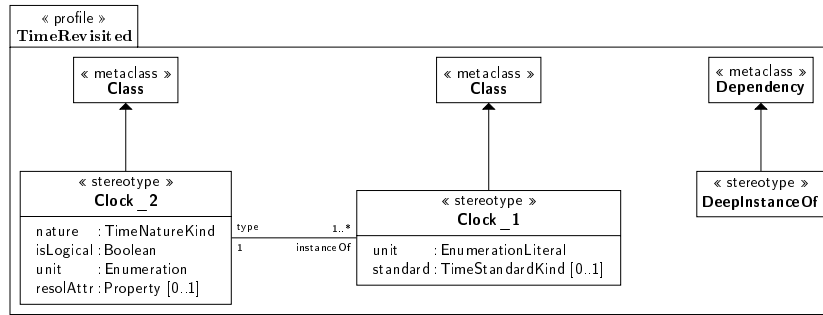 « profile »
TimeRevisited
« metaclass »
Class
« metaclass »
Class
« metaclass »
Dependency
« stereotype »
Clock_2
nature : TimeNatureKind
isLogical : Boolean
unit : Enumeration
resolAttr : Property [0..1]
type
1
1..*
instanceOf
« stereotype »
Clock_1
unit : EnumerationLiteral
standard : TimeStandardKind [0..1]
« stereotype »
DeepInstanceOf